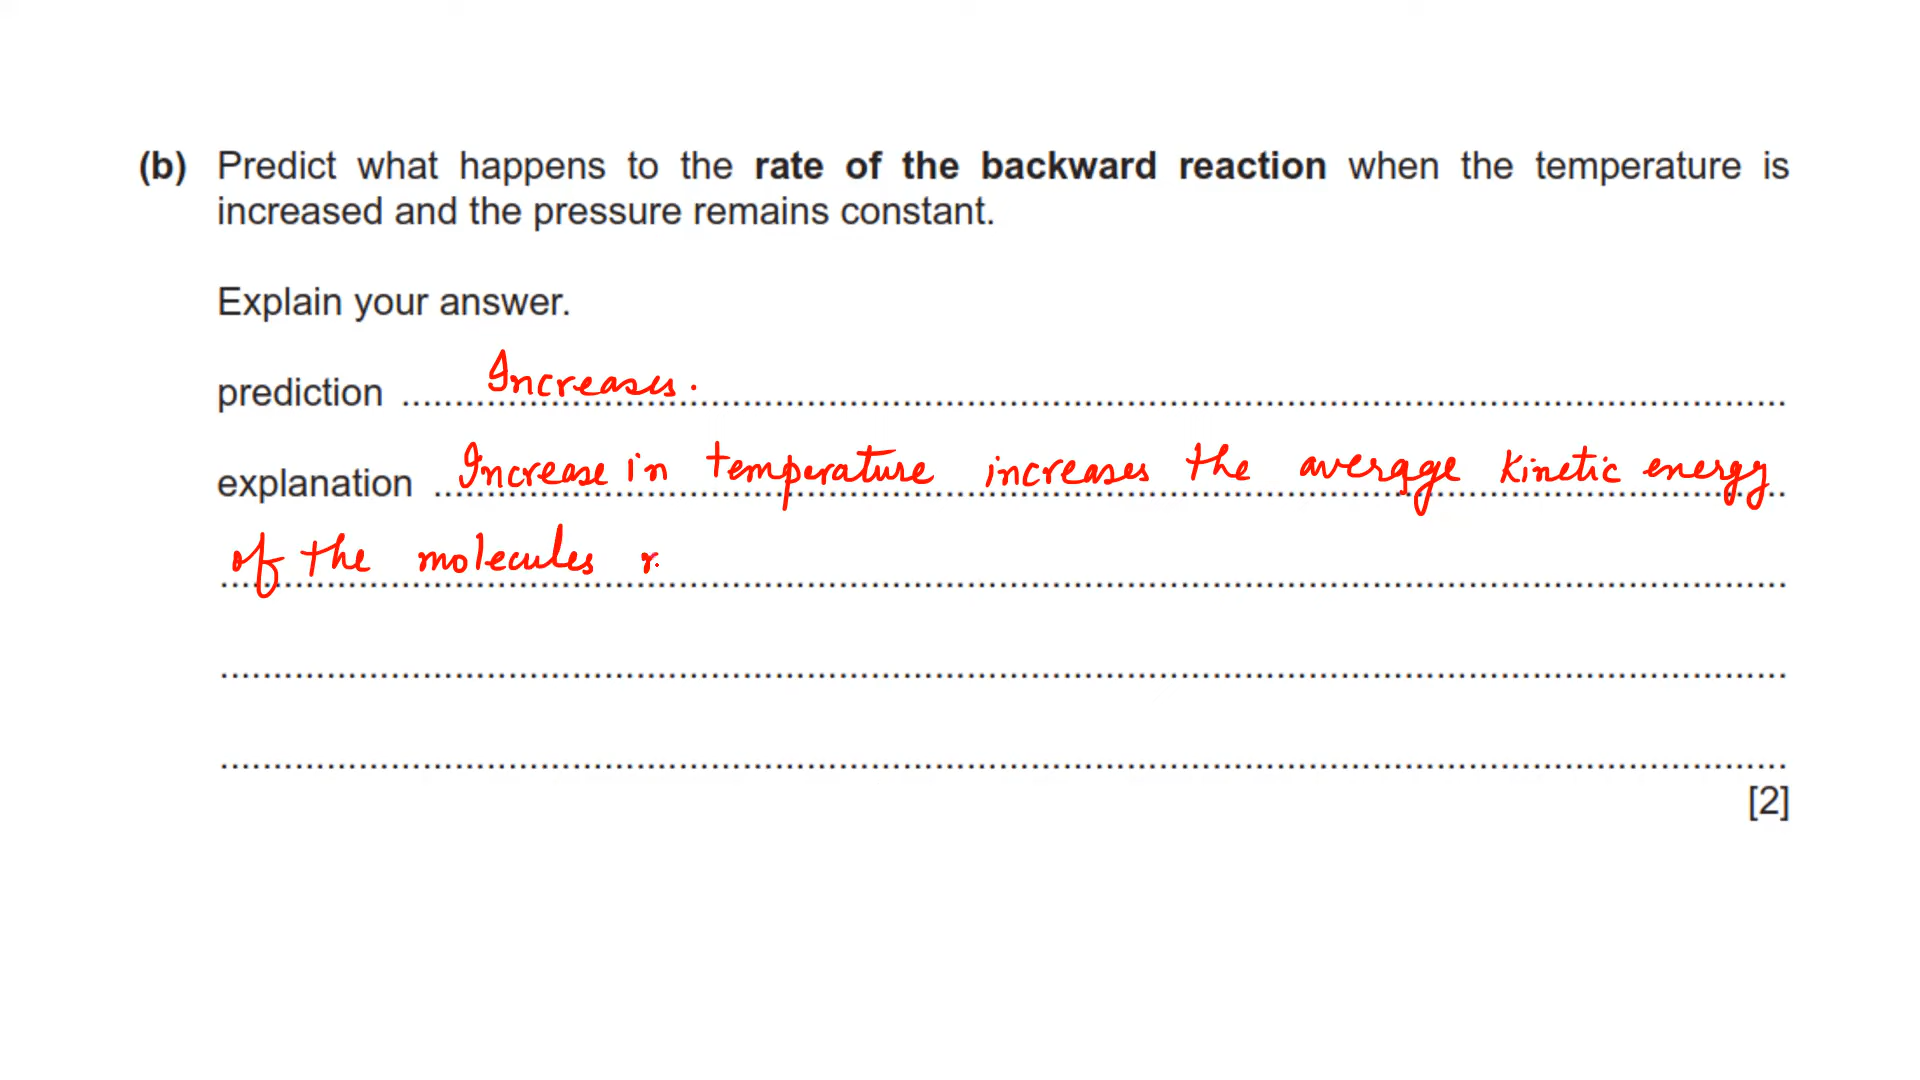 (b) Predict what happens to the rate of the backward reaction when the temperature is
increased and the pressure remains constant.
Explain your answer.
prediction Increases.
explanation Increase in temperature increases the average kinetic energy
of the molecules r
[2]